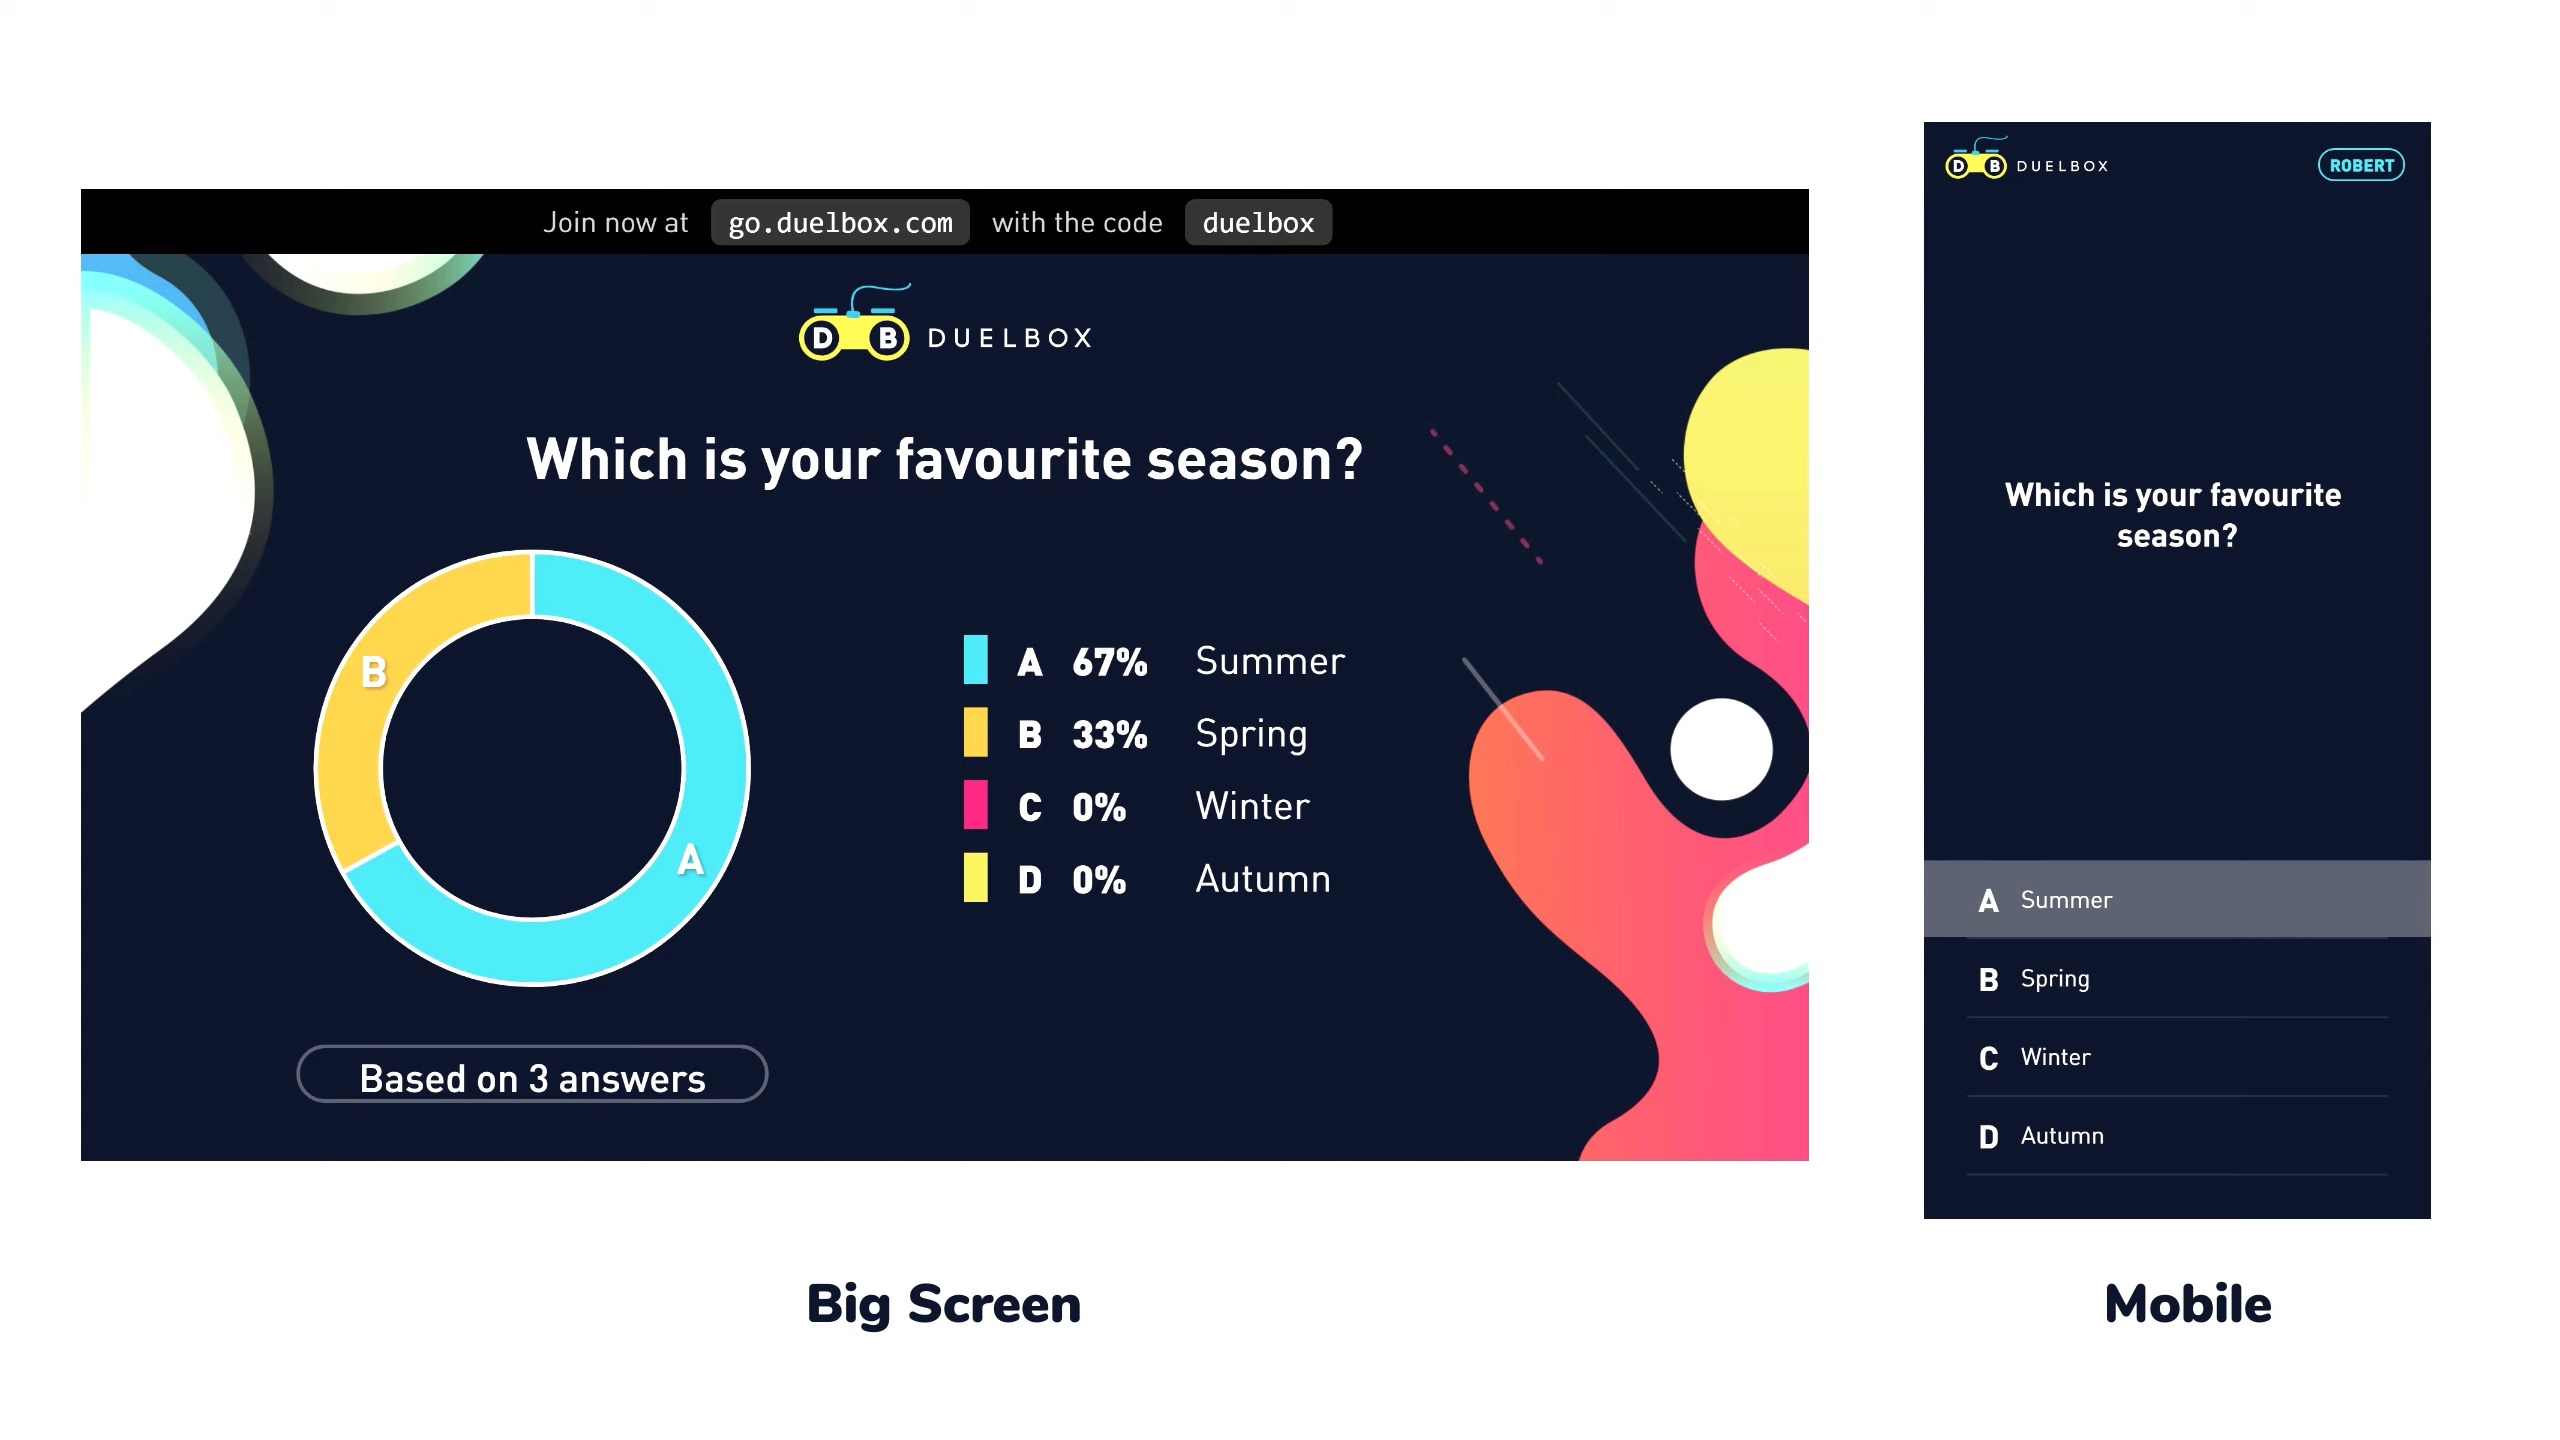 Join now at go.duelbox.com with the code duelbox
D B DUELBOX
Which is your favourite season?
B
A
A 67% Summer
B 33% Spring
C 0% Winter
D 0% Autumn
Based on 3 answers
Big Screen
D B DUELBOX
ROBERT
Which is your favourite
season?
A Summer
B Spring
C Winter
D Autumn
Mobile